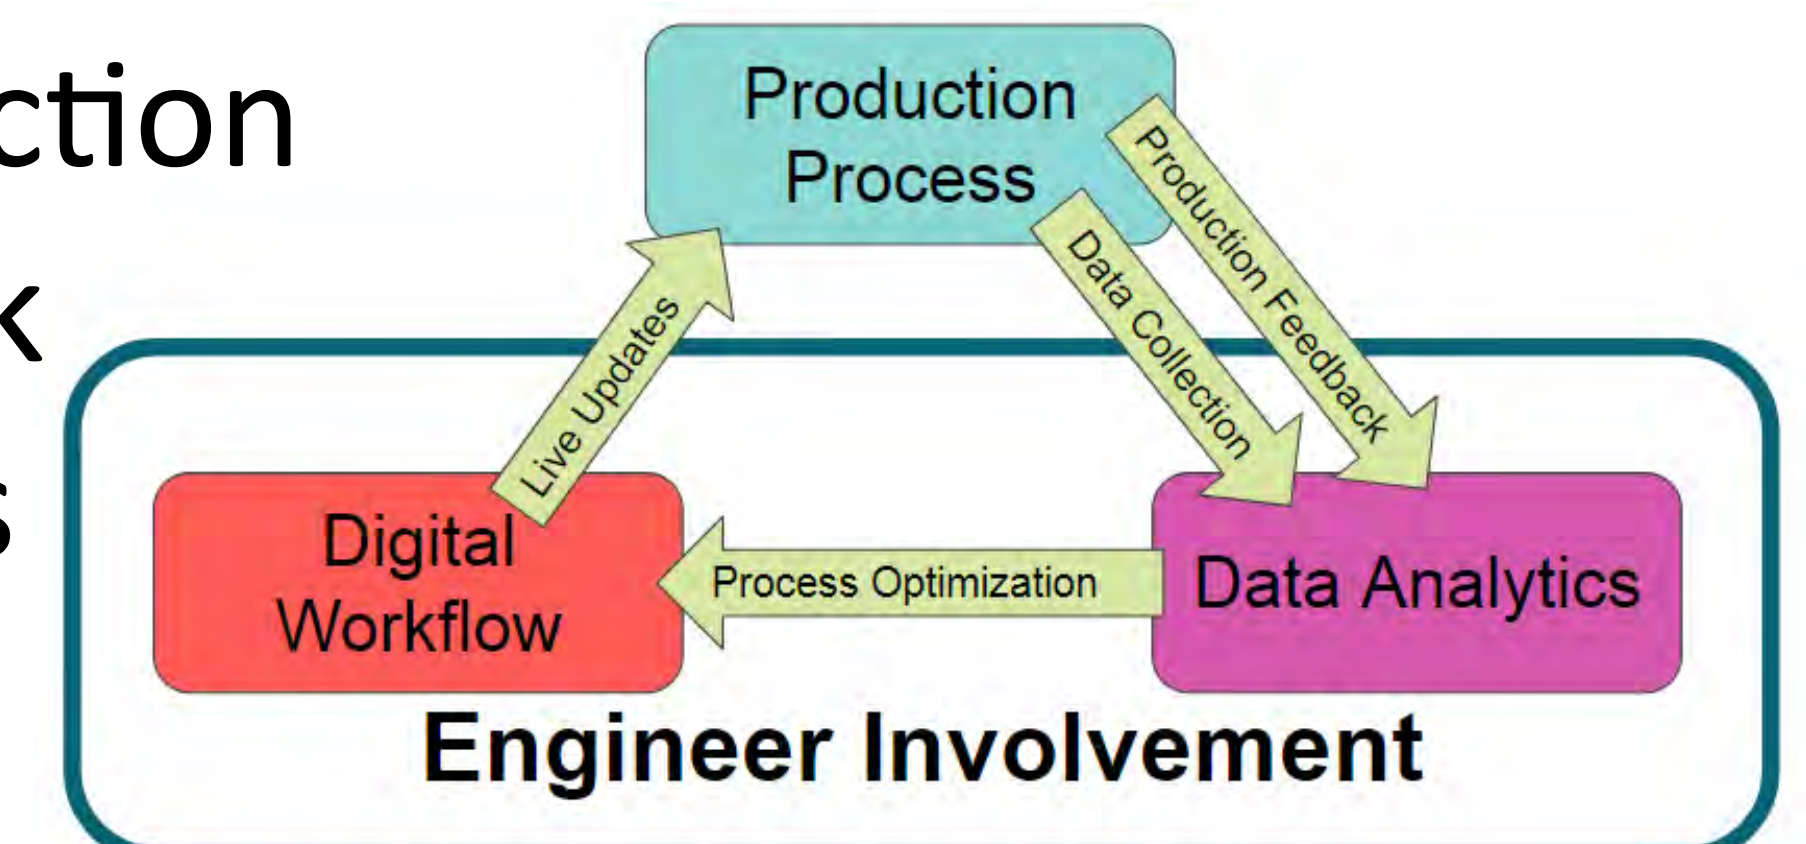 ction
k
s
Production
Process
Production Feedback
Data Collection
Live Updates
Digital
Workflow
Process Optimization
Data Analytics
Engineer Involvement